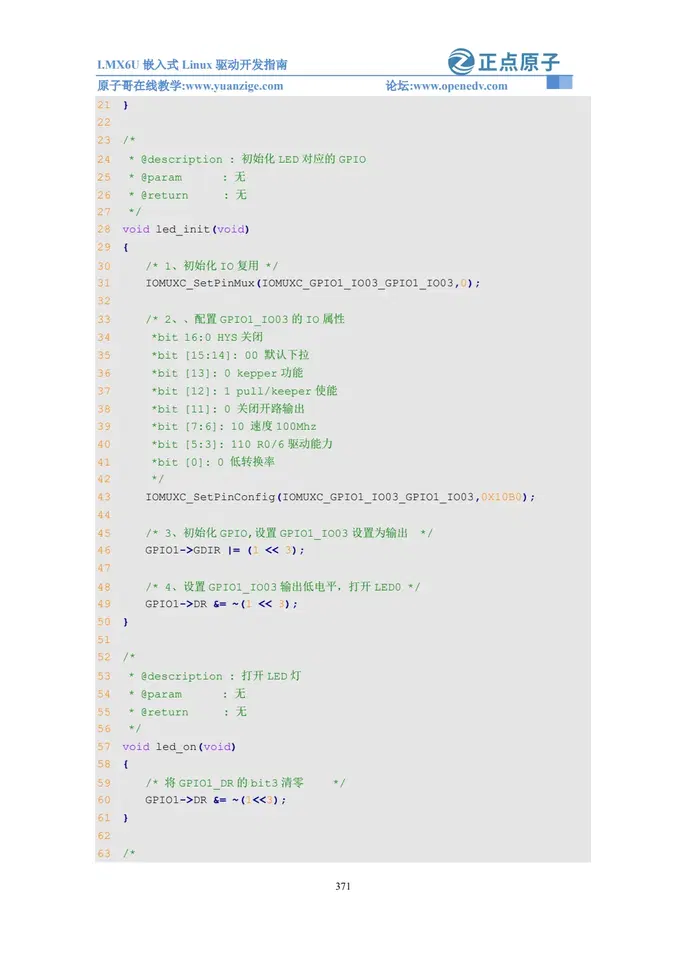 I.MX6U 嵌入式 Linux 驱动开发指南
正点原子
原子哥在线教学:www.yuanzige.com 论坛:www.openedv.com
21 }
22
23 /*
24  * @description : 初始化 LED 对应的 GPIO
25  * @param : 无
26  * @return : 无
27  */
28 void led_init(void)
29 {
30     /* 1、初始化 IO 复用 */
31     IOMUXC_SetPinMux(IOMUXC_GPIO1_IO03_GPIO1_IO03,0);
32
33     /* 2、、配置 GPIO1_IO03 的 IO 属性
34      *bit 16:0 HYS 关闭
35      *bit [15:14]: 00 默认下拉
36      *bit [13]: 0 kepper 功能
37      *bit [12]: 1 pull/keeper 使能
38      *bit [11]: 0 关闭开路输出
39      *bit [7:6]: 10 速度 100Mhz
40      *bit [5:3]: 110 R0/6 驱动能力
41      *bit [0]: 0 低转换率
42      */
43     IOMUXC_SetPinConfig(IOMUXC_GPIO1_IO03_GPIO1_IO03,0X10B0);
44
45     /* 3、初始化 GPIO,设置 GPIO1_IO03 设置为输出 */
46     GPIO1->GDIR |= (1 << 3);
47
48     /* 4、设置 GPIO1_IO03 输出低电平，打开 LED0 */
49     GPIO1->DR &= ~(1 << 3);
50 }
51
52 /*
53  * @description : 打开 LED 灯
54  * @param : 无
55  * @return : 无
56  */
57 void led_on(void)
58 {
59     /* 将 GPIO1_DR 的 bit3 清零 */
60     GPIO1->DR &= ~(1<<3);
61 }
62
63 /*
371